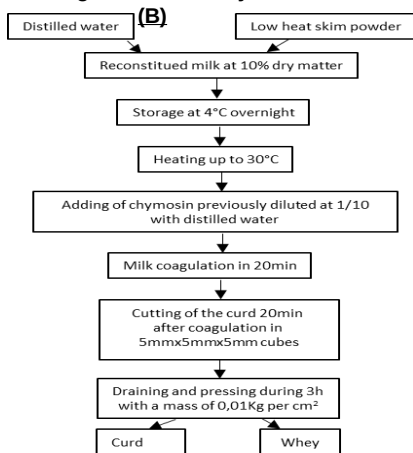 (B)
Distilled water
Low heat skim powder
Reconstitued milk at 10% dry matter
Storage at 4°C overnight
Heating up to 30°C
Adding of chymosin previously diluted at 1/10
with distilled water
Milk coagulation in 20min
Cutting of the curd 20min
after coagulation in
5mmx5mmx5mm cubes
Draining and pressing during 3h
with a mass of 0,01Kg per cm²
Curd
Whey